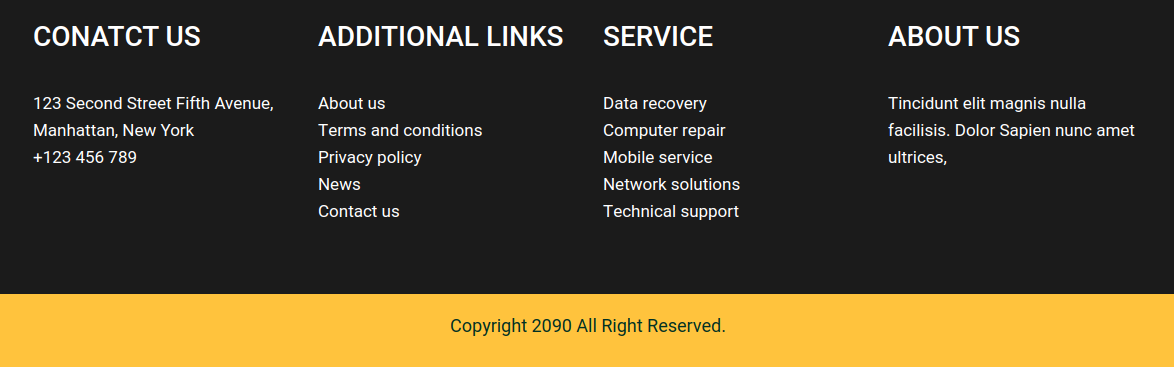 CONATCT US
123 Second Street Fifth Avenue,
Manhattan, New York
+123 456 789
ADDITIONAL LINKS
About us
Terms and conditions
Privacy policy
News
Contact us
SERVICE
Data recovery
Computer repair
Mobile service
Network solutions
Technical support
ABOUT US
Tincidunt elit magnis nulla
facilisis. Dolor Sapien nunc amet
ultrices,
Copyright 2090 All Right Reserved.